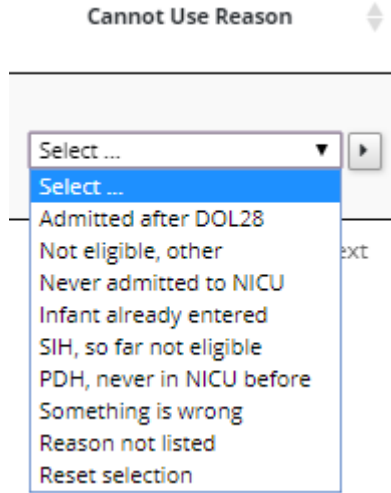 Cannot Use Reason
Select ...
Select ...
Admitted after DOL28
Not eligible, other
ext
Never admitted to NICU
Infant already entered
SIH, so far not eligible
PDH, never in NICU before
Something is wrong
Reason not listed
Reset selection